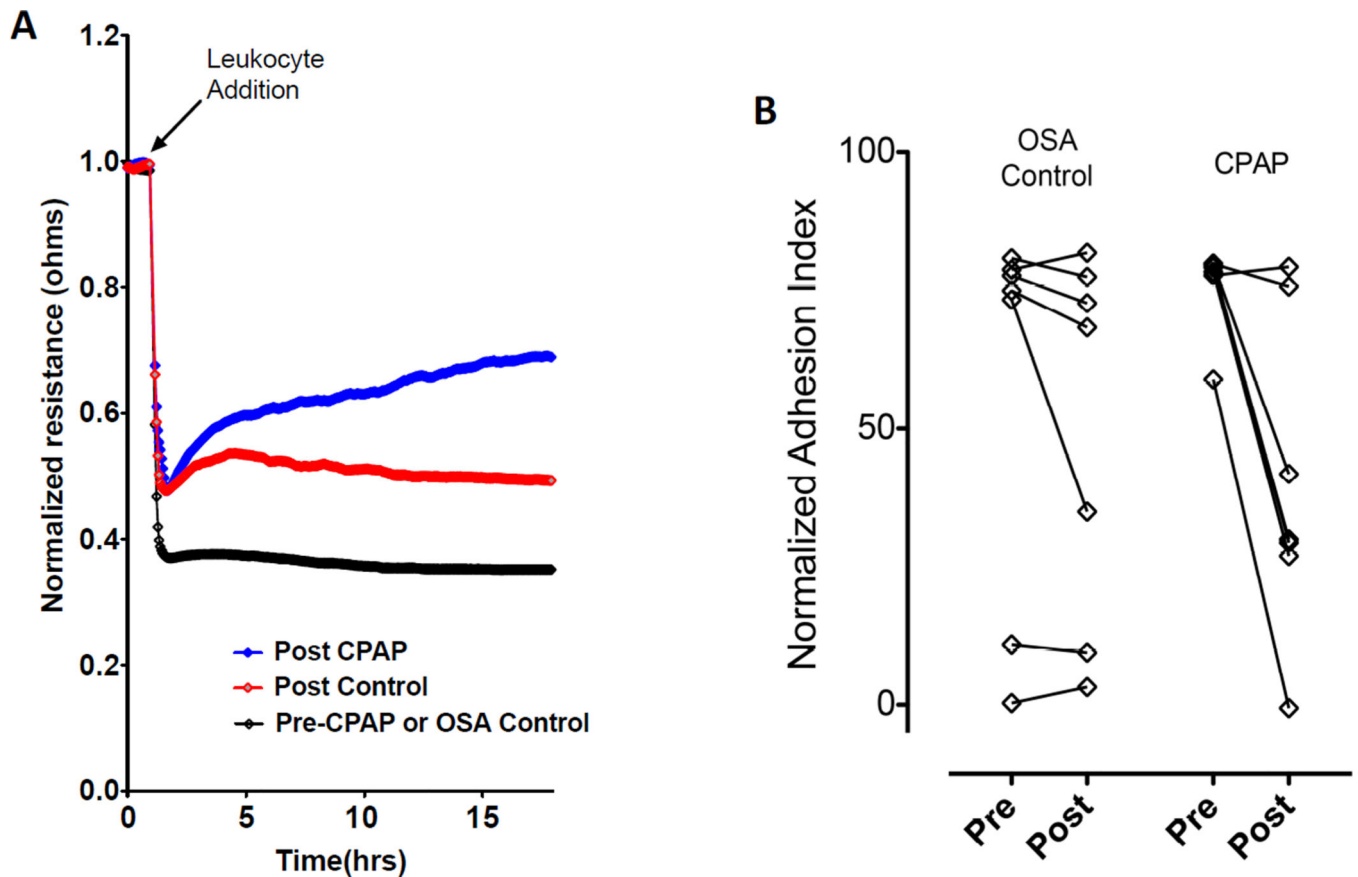 A
1.2
Leukocyte
Addition
1.0
0.8
0.6
0.4
0.2
0.0
Normalized resistance (ohms)
Post CPAP
Post Control
Pre-CPAP or OSA Control
0
5
10
15
Time(hrs)
B
OSA
Control
CPAP
100
50
0
Normalized Adhesion Index
Pre
Post
Pre
Post